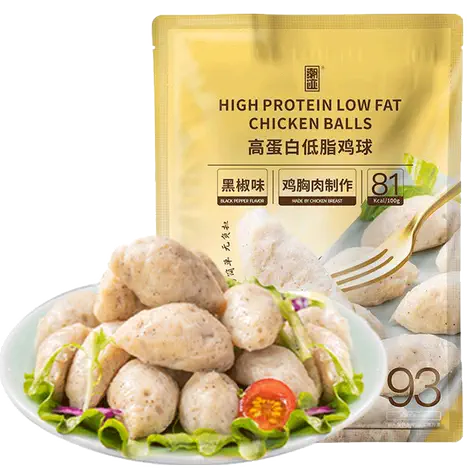 HIGH PROTEIN LOW FAT
CHICKEN BALLS
高蛋白低脂鸡球
黑椒味
BLACK PEPPER FLAVOR
鸡胸肉制作
MADE BY CHICKEN BREAST
81
Kcal/100g
93